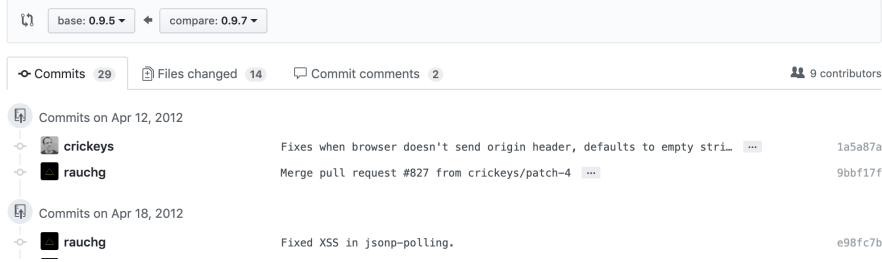 base: 0.9.5 compare: 0.9.7
Commits 29 Files changed 14 Commit comments 2 9 contributors
Commits on Apr 12, 2012
crickeys Fixes when browser doesn't send origin header, defaults to empty stri… … 1a5a87a
rauchg Merge pull request #827 from crickeys/patch-4 … 9bbf17f
Commits on Apr 18, 2012
rauchg Fixed XSS in jsonp-polling. e98fc7b